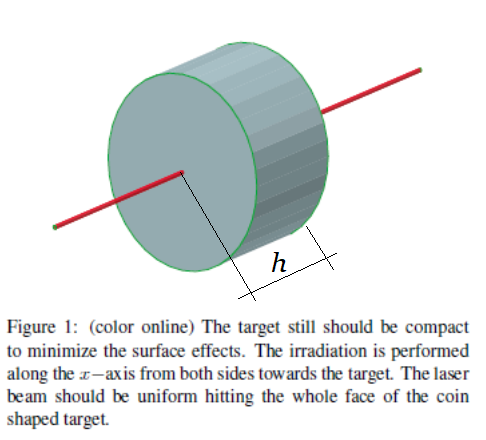 h
Figure 1: (color online) The target still should be compact
to minimize the surface effects. The irradiation is performed
along the x−axis from both sides towards the target. The laser
beam should be uniform hitting the whole face of the coin
shaped target.